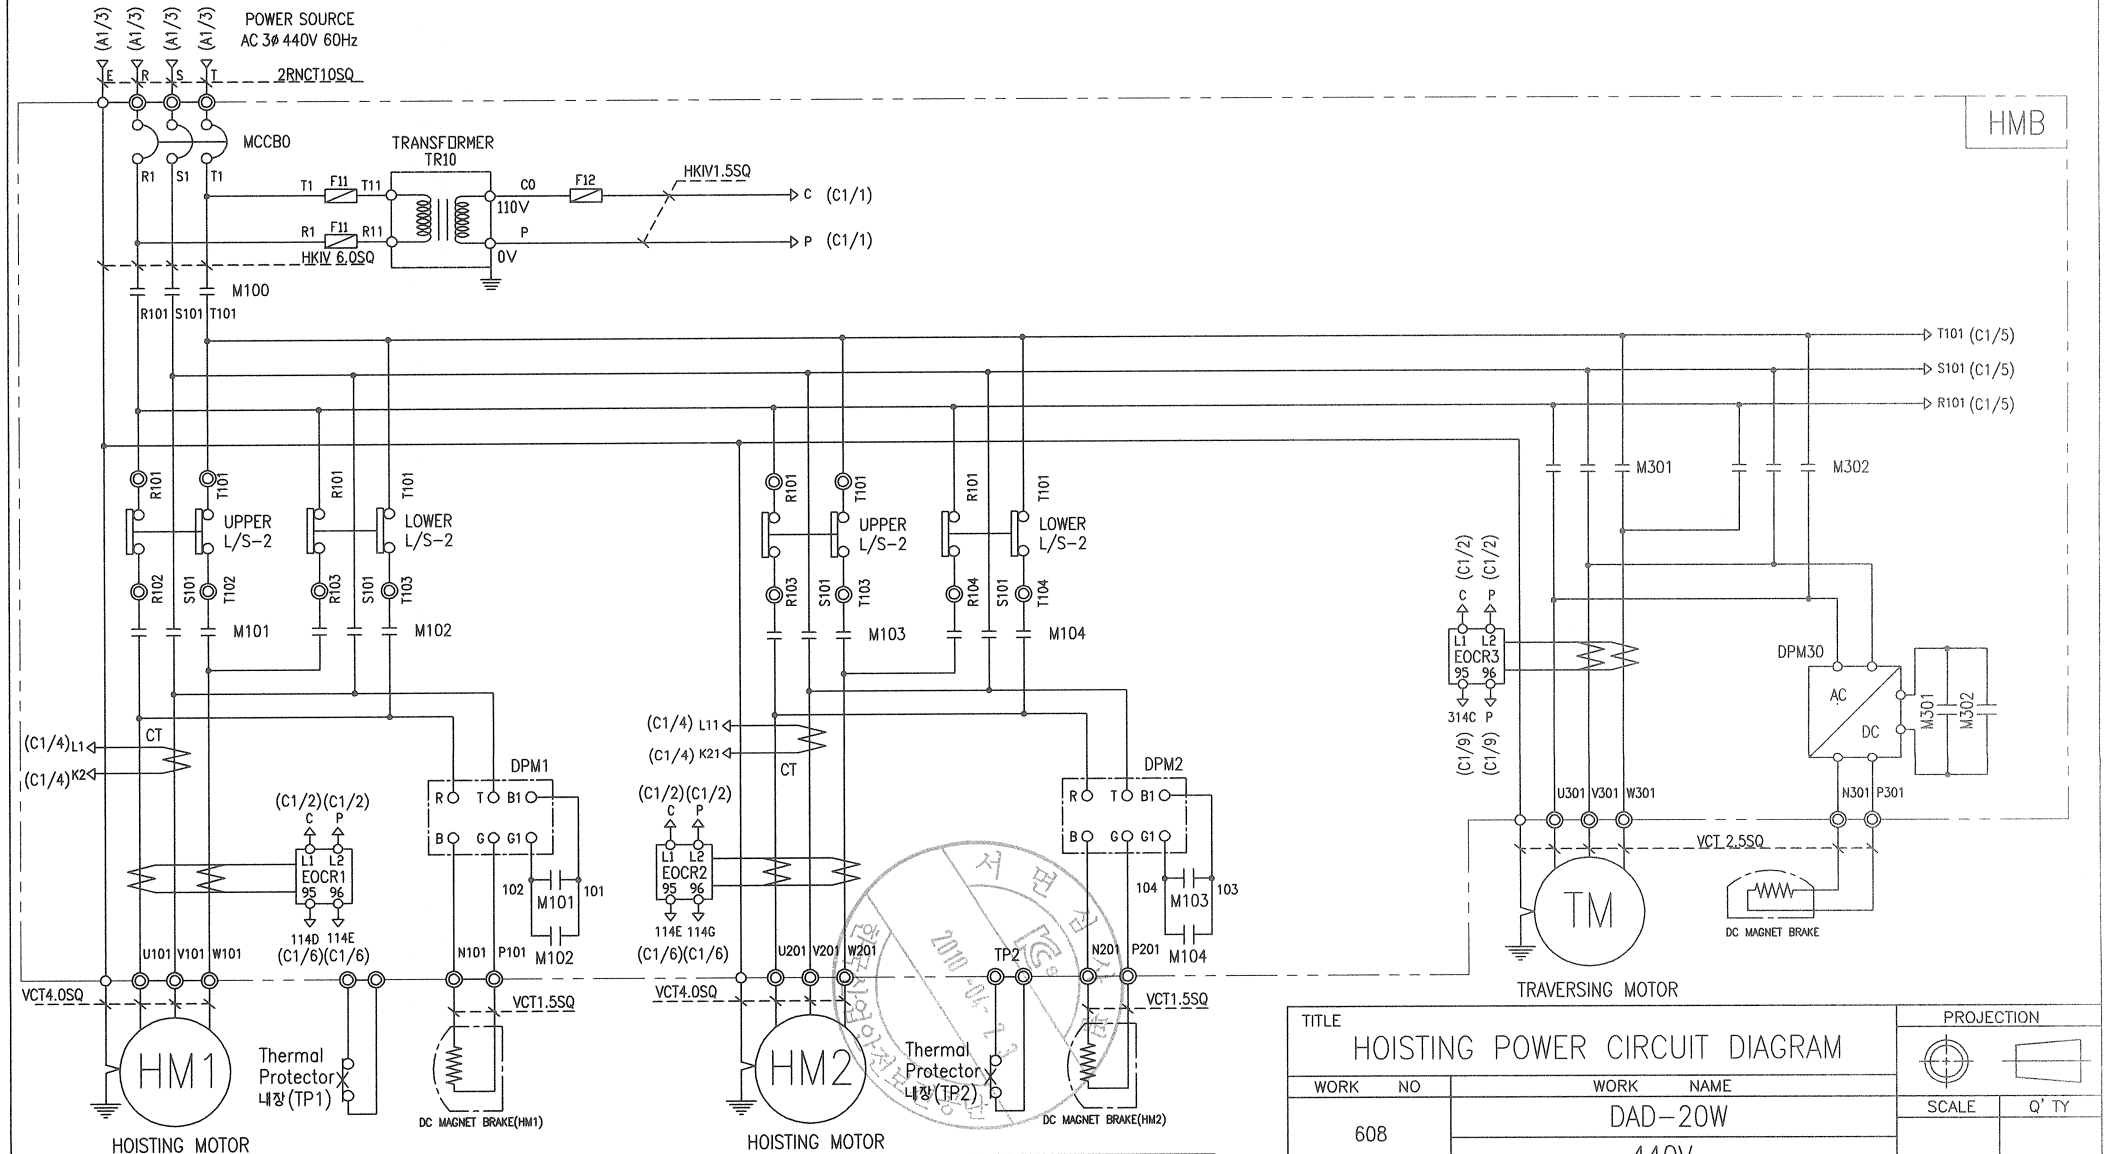 (A1/3) (A1/3) (A1/3) (A1/3)
POWER SOURCE
AC 3ø 440V 60Hz
E R S T
2RNCT10SQ
HMB
MCCB0
R1 S1 T1
TRANSFORMER
TR10
T1 F11 T11
R1 F11 R11
HKIV 6.0SQ
C0 F12
110V
P
0V
HKIV1.5SQ
C (C1/1)
P (C1/1)
M100
R101 S101 T101
T101 (C1/5)
S101 (C1/5)
R101 (C1/5)
R101 T101 R101 T101
UPPER
L/S-2
LOWER
L/S-2
R102 S101 T102 R103 S101 T103
M101 M102
R101 T101 R101 T101
UPPER
L/S-2
LOWER
L/S-2
R103 S101 T103 R104 S101 T104
M103 M104
M301 M302
(C1/2) (C1/2)
C P
L1 L2
EOCR3
95 96
314C P
(C1/9) (C1/9)
DPM30
AC
DC
M301 M302
U301 V301 W301
N301 P301
VCT 2.5SQ
TM
DC MAGNET BRAKE
TRAVERSING MOTOR
(C1/4) L1
CT
(C1/4) K2
(C1/2)(C1/2)
C P
L1 L2
EOCR1
95 96
114D 114E
(C1/6)(C1/6)
DPM1
R T B1
B G G1
102 101
M101
M102
U101 V101 W101
N101 P101
VCT4.0SQ
VCT1.5SQ
HM1
Thermal
Protector
내장(TP1)
DC MAGNET BRAKE(HM1)
HOISTING MOTOR
(C1/4) L11
(C1/4) K21
CT
(C1/2)(C1/2)
C P
L1 L2
EOCR2
95 96
114E 114G
(C1/6)(C1/6)
DPM2
R T B1
B G G1
104 103
M103
M104
U201 V201 W201
TP2
N201 P201
VCT4.0SQ
VCT1.5SQ
HM2
Thermal
Protector
내장(TP2)
DC MAGNET BRAKE(HM2)
HOISTING MOTOR
서면심사
2010-04-23
KCs
TITLE
HOISTING POWER CIRCUIT DIAGRAM
PROJECTION
WORK NO
WORK NAME
608
DAD-20W
440V
SCALE
Q' TY